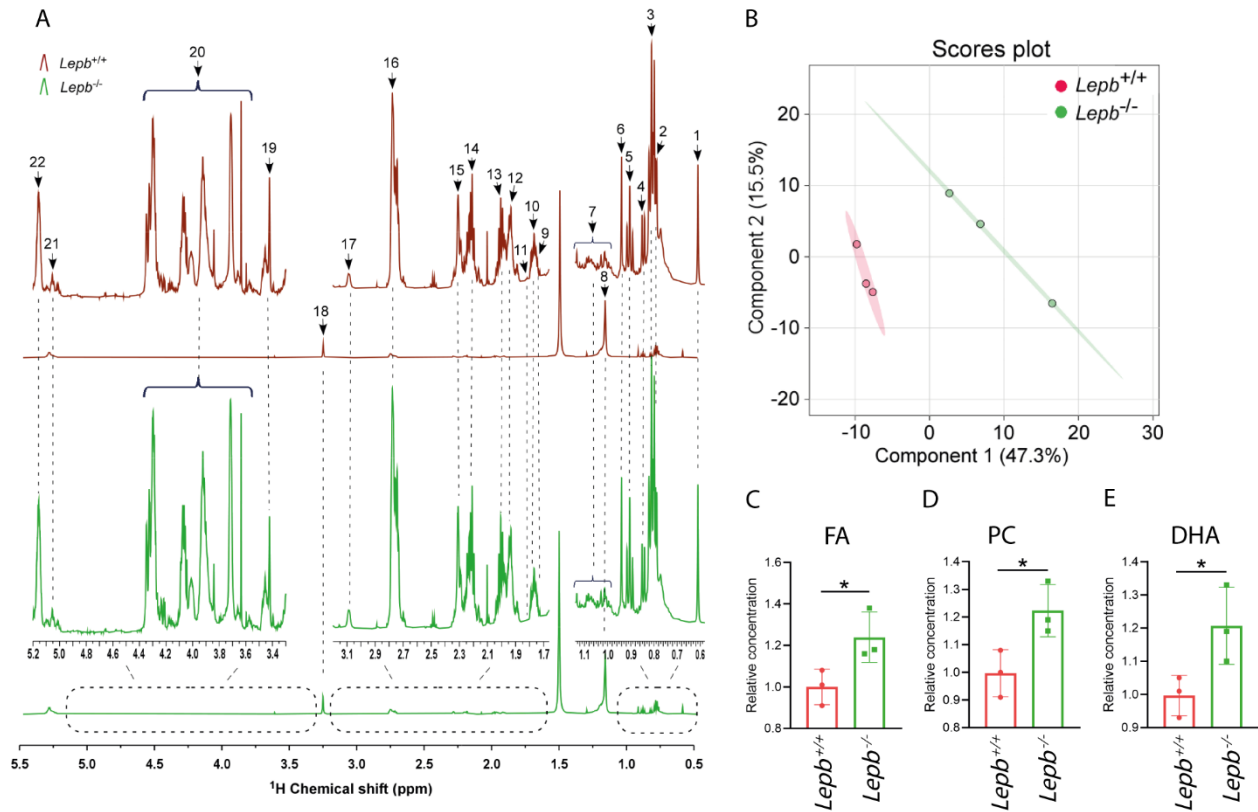 A
Lepb+/+
Lepb-/-
20
22
21
19
16
17
18
15
14
13
12
11
10
9
7
8
6
5
4
3
2
1
5.2 5.0 4.8 4.6 4.4 4.2 4.0 3.8 3.6 3.4
3.1 2.9 2.7 2.5 2.3 2.1 1.9 1.7
1.1 1.0 0.9 0.8 0.7 0.6
5.5 5.0 4.5 4.0 3.5 3.0 2.5 2.0 1.5 1.0 0.5
1H Chemical shift (ppm)
B
Scores plot
Lepb+/+
Lepb-/-
Component 2 (15.5%)
20
10
0
-10
-20
-10 0 10 20 30
Component 1 (47.3%)
C
FA
*
Relative concentration
1.6
1.4
1.2
1.0
0.8
Lepb+/+
Lepb-/-
D
PC
*
Relative concentration
1.4
1.3
1.2
1.1
1.0
0.9
0.8
Lepb+/+
Lepb-/-
E
DHA
*
Relative concentration
1.4
1.3
1.2
1.1
1.0
0.9
Lepb+/+
Lepb-/-